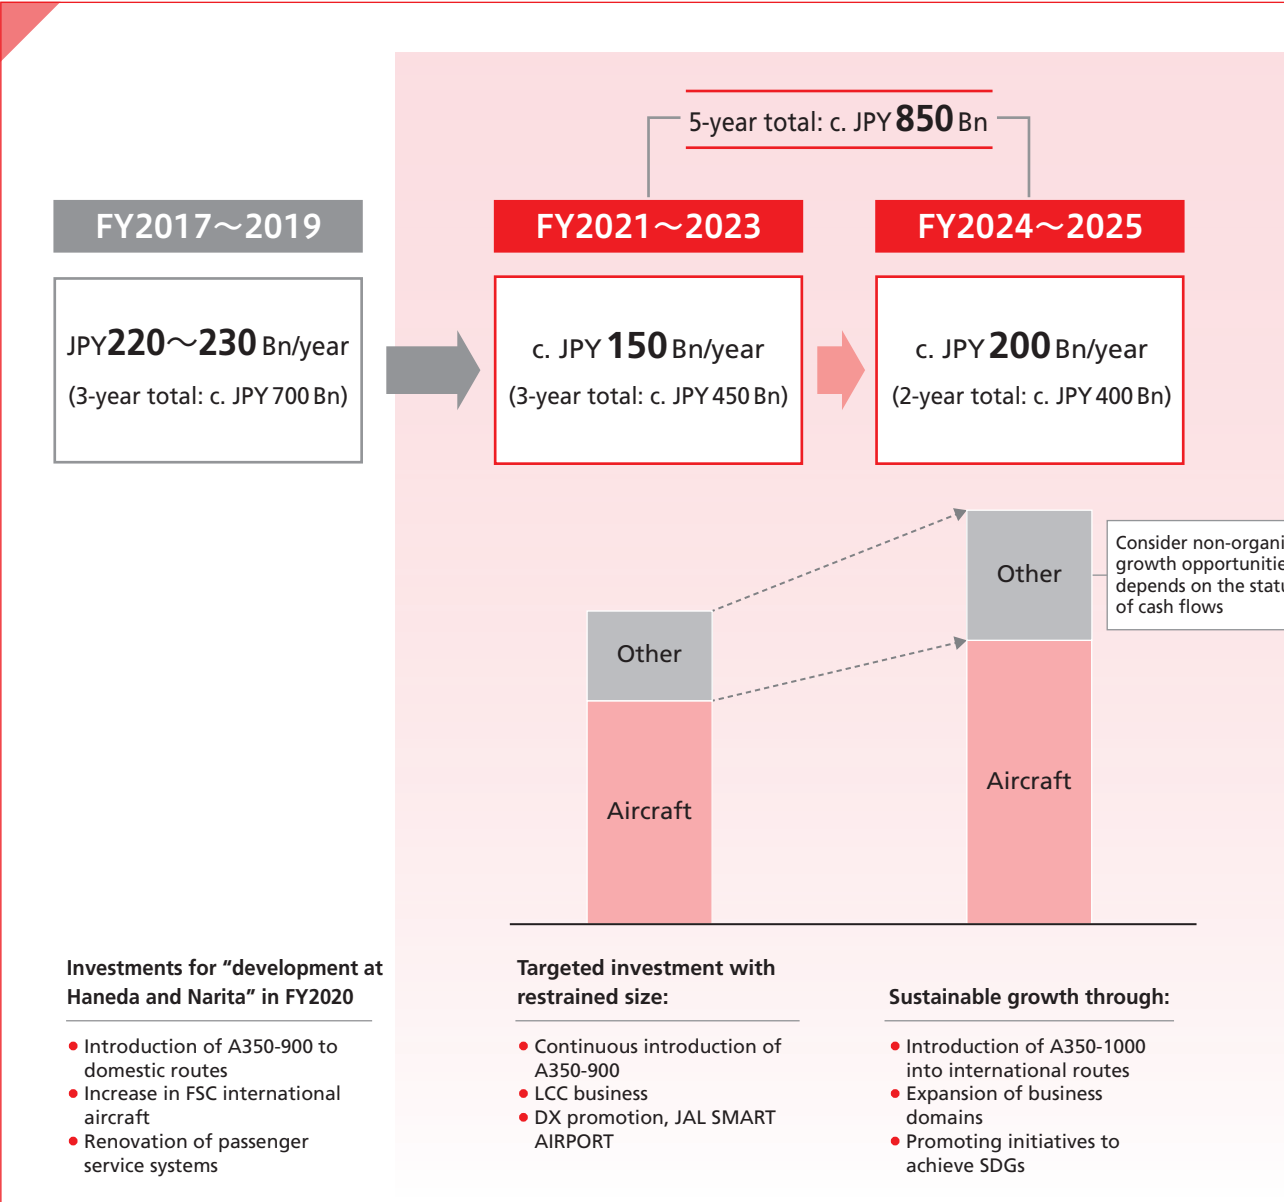 5-year total: c. JPY 850 Bn
FY2017～2019
FY2021～2023
FY2024～2025
JPY 220～230 Bn/year
(3-year total: c. JPY 700 Bn)
c. JPY 150 Bn/year
(3-year total: c. JPY 450 Bn)
c. JPY 200 Bn/year
(2-year total: c. JPY 400 Bn)
Other
Aircraft
Other
Aircraft
Consider non-organi
growth opportunitie
depends on the statu
of cash flows
Investments for “development at
Haneda and Narita” in FY2020
● Introduction of A350-900 to
domestic routes
● Increase in FSC international
aircraft
● Renovation of passenger
service systems
Targeted investment with
restrained size:
● Continuous introduction of
A350-900
● LCC business
● DX promotion, JAL SMART
AIRPORT
Sustainable growth through:
● Introduction of A350-1000
into international routes
● Expansion of business
domains
● Promoting initiatives to
achieve SDGs